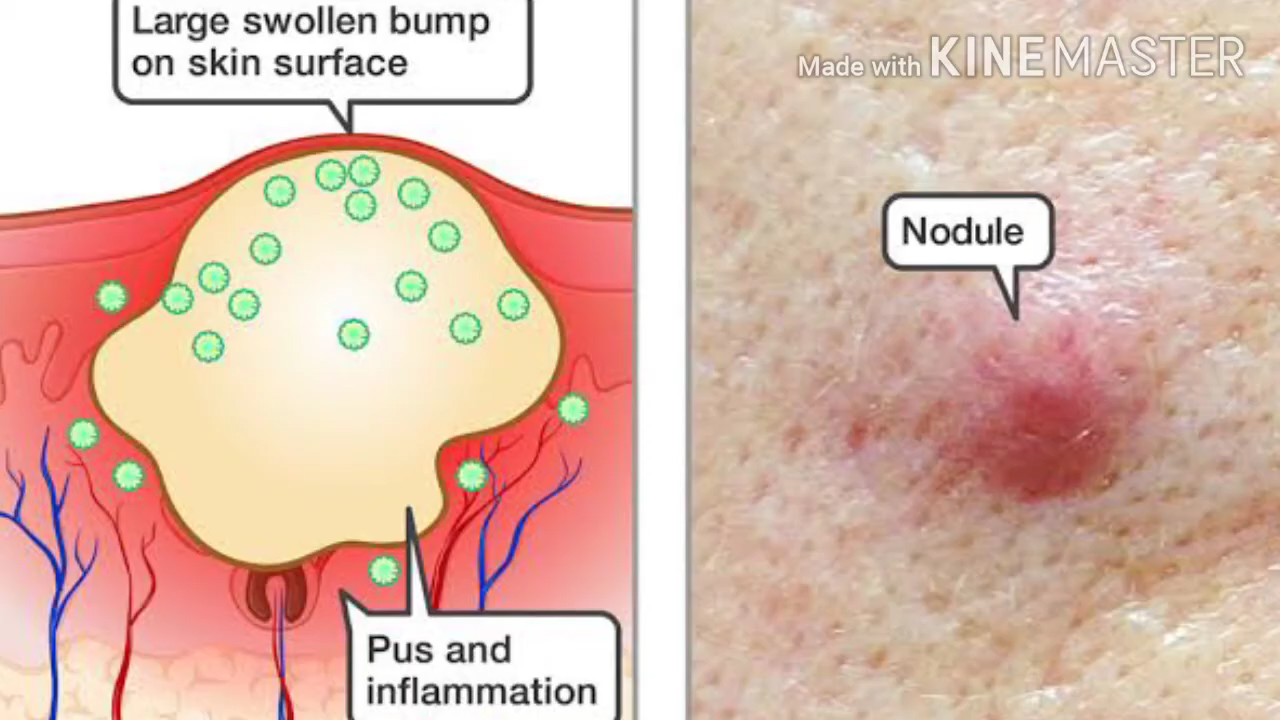 Large swollen bump
on skin surface
Made with KINEMASTER
Nodule
Pus and
inflammation